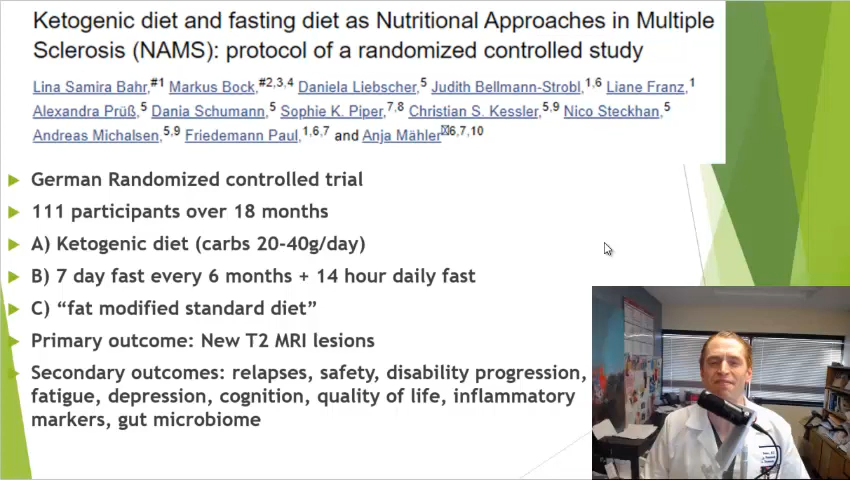 Ketogenic diet and fasting diet as Nutritional Approaches in Multiple
Sclerosis (NAMS): protocol of a randomized controlled study
Lina Samira Bahr,#1 Markus Bock,#2,3,4 Daniela Liebscher,5 Judith Bellmann-Strobl,1,6 Liane Franz,1
Alexandra Prüß,5 Dania Schumann,5 Sophie K. Piper,7,8 Christian S. Kessler,5,9 Nico Steckhan,5
Andreas Michalsen,5,9 Friedemann Paul,1,6,7 and Anja Mähler6,7,10
German Randomized controlled trial
111 participants over 18 months
A) Ketogenic diet (carbs 20-40g/day)
B) 7 day fast every 6 months + 14 hour daily fast
C) “fat modified standard diet”
Primary outcome: New T2 MRI lesions
Secondary outcomes: relapses, safety, disability progression,
fatigue, depression, cognition, quality of life, inflammatory
markers, gut microbiome